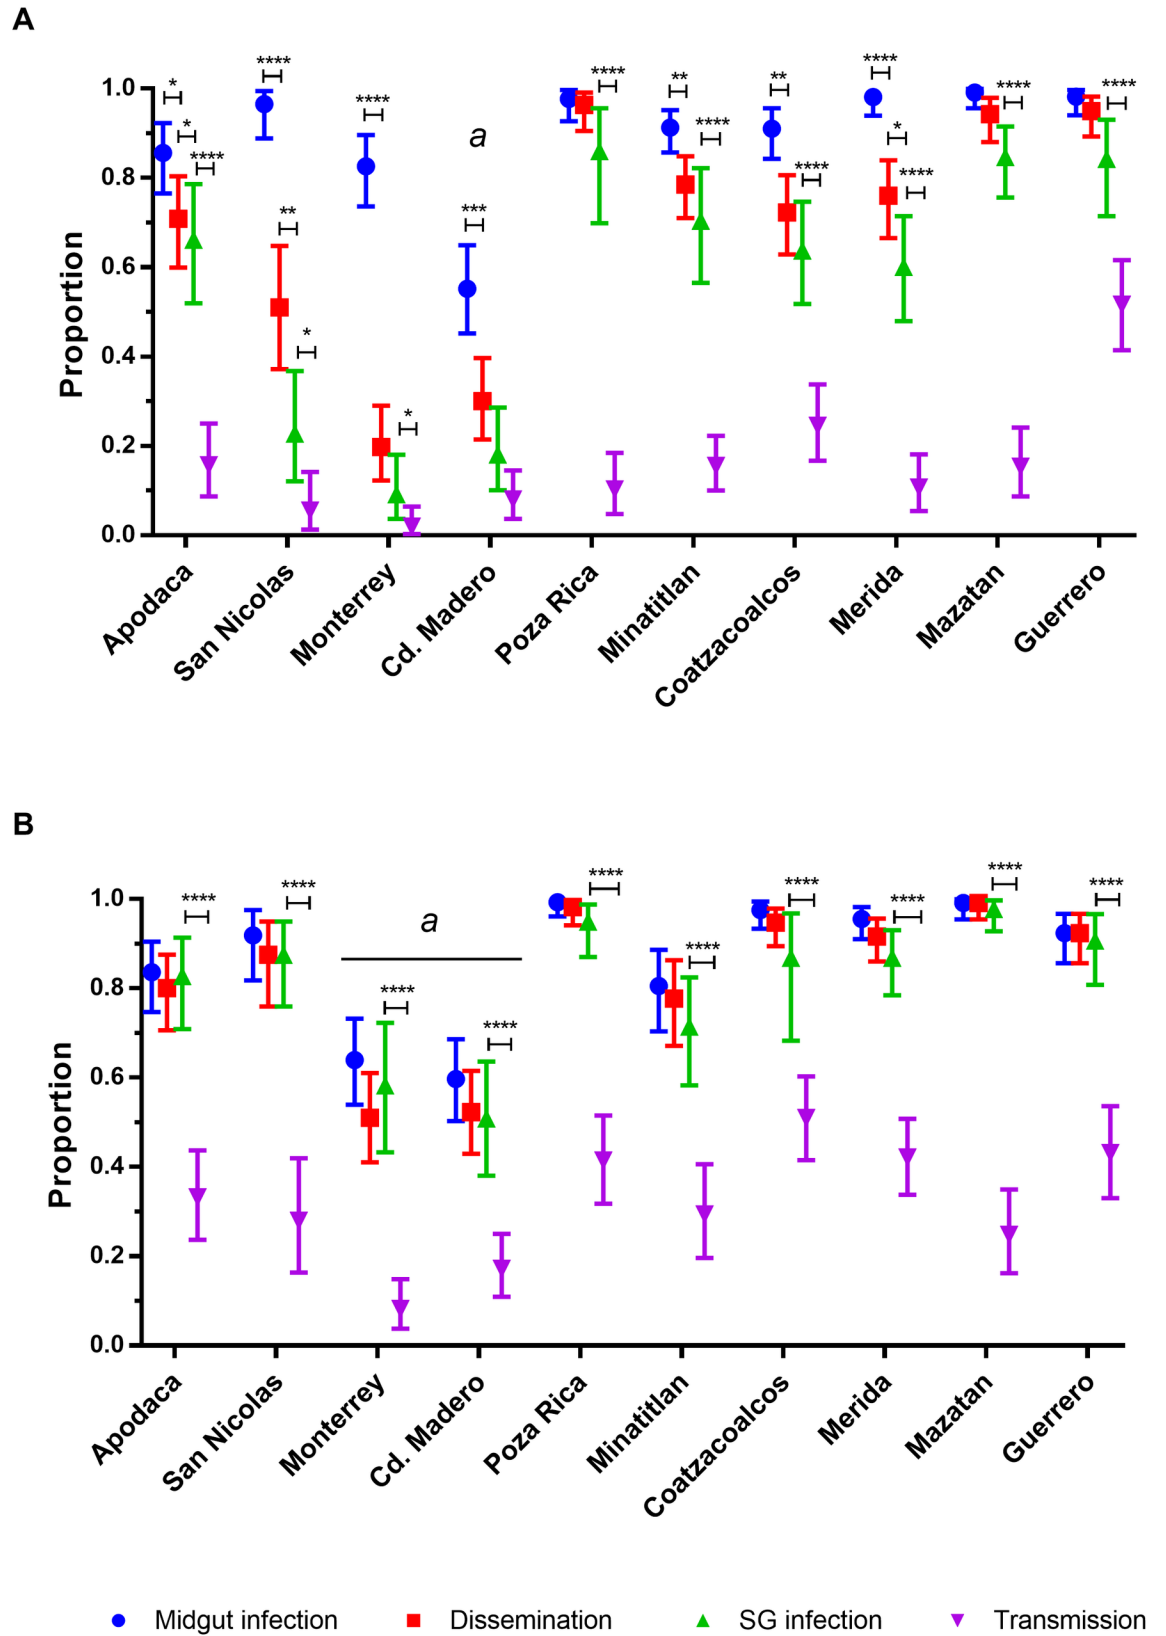 A
**** **** ****
* ** ** **** ****
1.0
****
* a * ****
**** **** ****
0.8
*** **
0.6
Proportion
*
0.4
*
0.2
0.0
Apodaca San Nicolas Monterrey Cd. Madero Poza Rica Minatitlan Coatzacoalcos Merida Mazatan Guerrero
B
**** **** **** **** **** **** ****
1.0
a
****
0.8
****
****
0.6
Proportion
0.4
0.2
0.0
Apodaca San Nicolas Monterrey Cd. Madero Poza Rica Minatitlan Coatzacoalcos Merida Mazatan Guerrero
Midgut infection Dissemination SG infection Transmission